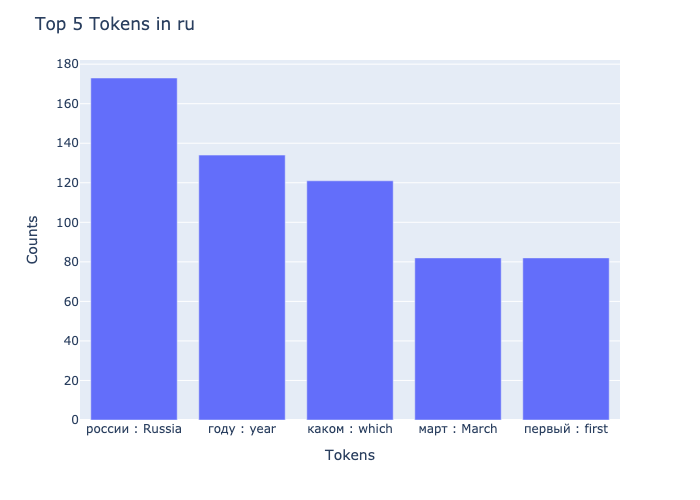 Top 5 Tokens in ru
180
160
140
120
100
80
60
40
20
0
Counts
россии : Russia
году : year
каком : which
март : March
первый : first
Tokens